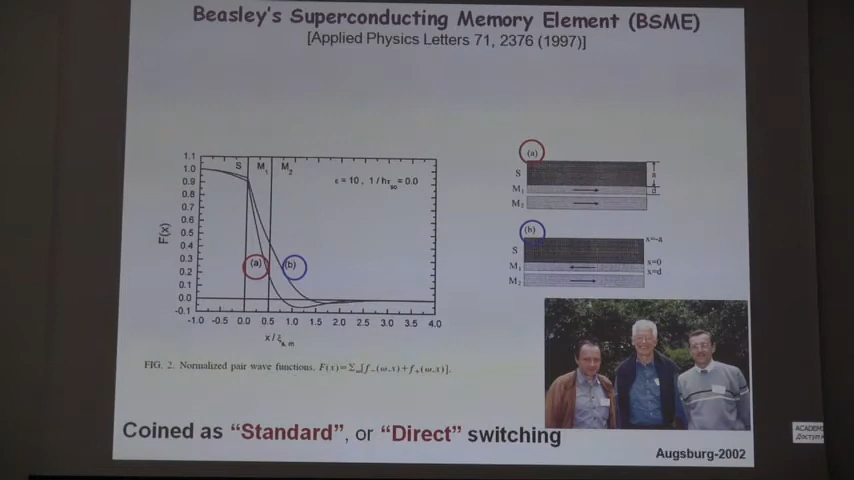 Beasley's Superconducting Memory Element (BSME)
[Applied Physics Letters 71, 2376 (1997)]
1.1
1.0
0.9
0.8
0.7
0.6
0.5
0.4
0.3
0.2
0.1
0.0
-0.1
F(x)
S M₁ M₂
ε = 10 , 1/hτso = 0.0
(a) (b)
-1.0 -0.5 0.0 0.5 1.0 1.5 2.0 2.5 3.0 3.5 4.0
(a)
S
M₁
M₂
a
d
(b)
S
M₁
M₂
x=-a
x=0
x=d
FIG. 2. Normalized pair wave functions. F(x)=Σω[f₋(ω,x)+f₊(ω,x)].
Coined as “Standard”, or “Direct” switching
Augsburg-2002